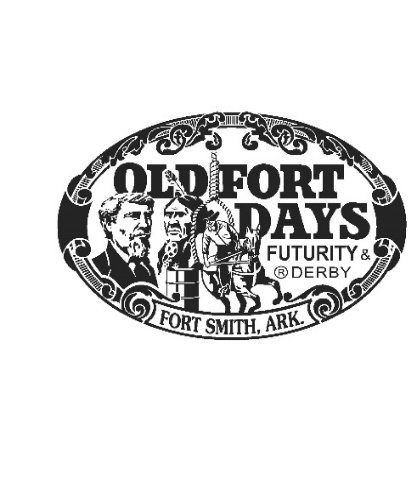 OLD FORT
DAYS
FUTURITY &
® DERBY
FORT SMITH, ARK.